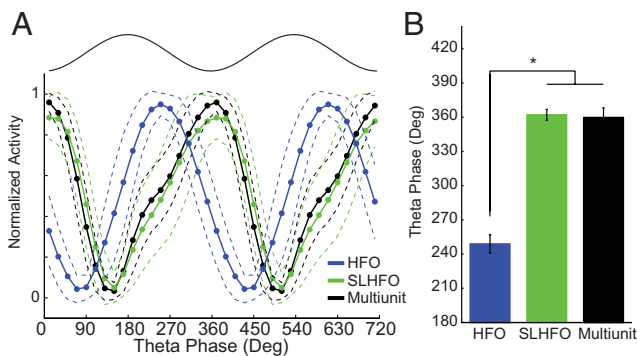 A
Normalized Activity
1
0
HFO
SLHFO
Multiunit
0 90 180 270 360 450 540 630 720
Theta Phase (Deg)
B
Theta Phase (Deg)
420
390
360
330
300
270
240
210
180
*
HFO SLHFO Multiunit